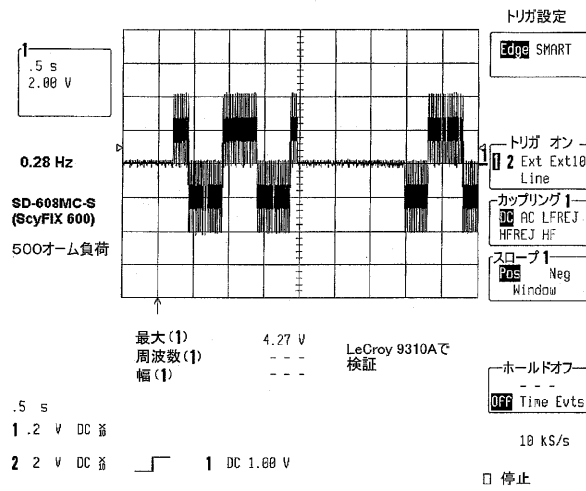 トリガ設定
Edge SMART
1
.5 s
2.00 V
0.28 Hz
SD-608MC-S
(ScyFIX 600)
500オーム負荷
1
トリガ オン
1 2 Ext Ext10
Line
カップリング 1
DC AC LFREJ
HFREJ HF
スロープ 1
Pos Neg
Window
最大(1) 4.27 V
周波数(1) - - -
幅(1) - - -
LeCroy 9310Aで
検証
ホールドオフ
- - -
Off Time Evts
.5 s
1 .2 V DC
2 2 V DC
1 DC 1.00 V
10 kS/s
停止